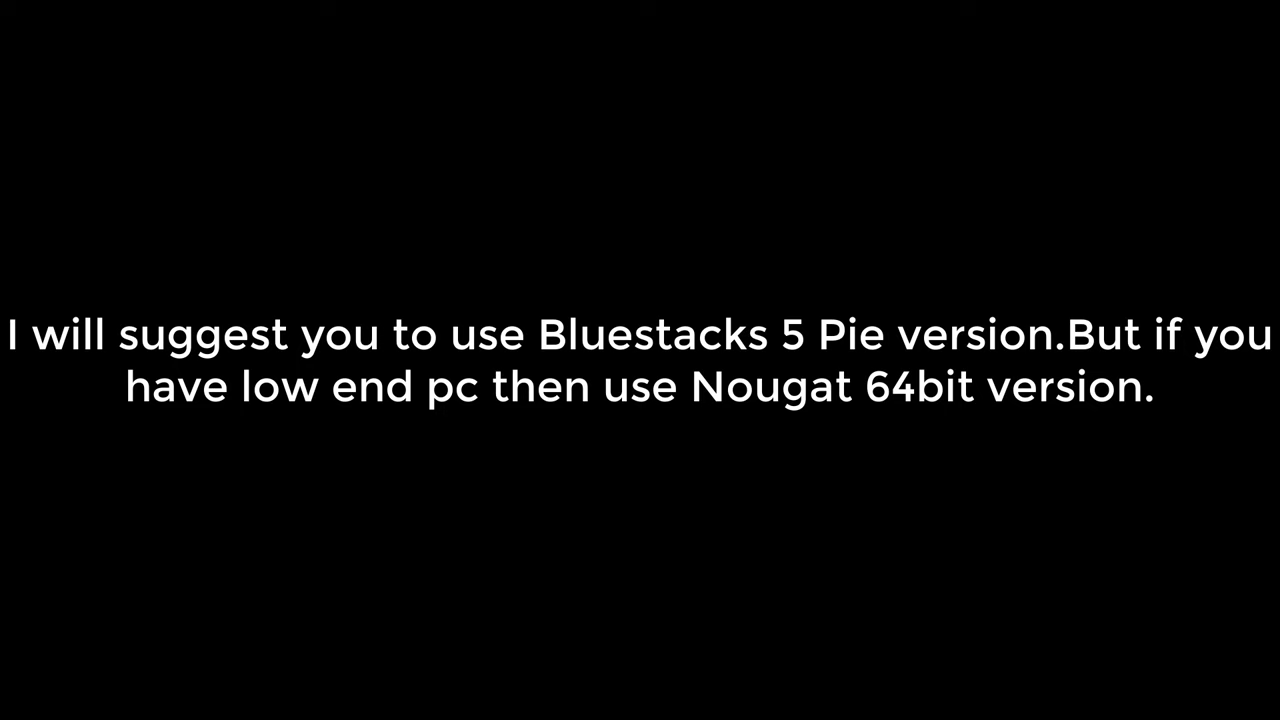 I will suggest you to use Bluestacks 5 Pie version.But if you
have low end pc then use Nougat 64bit version.